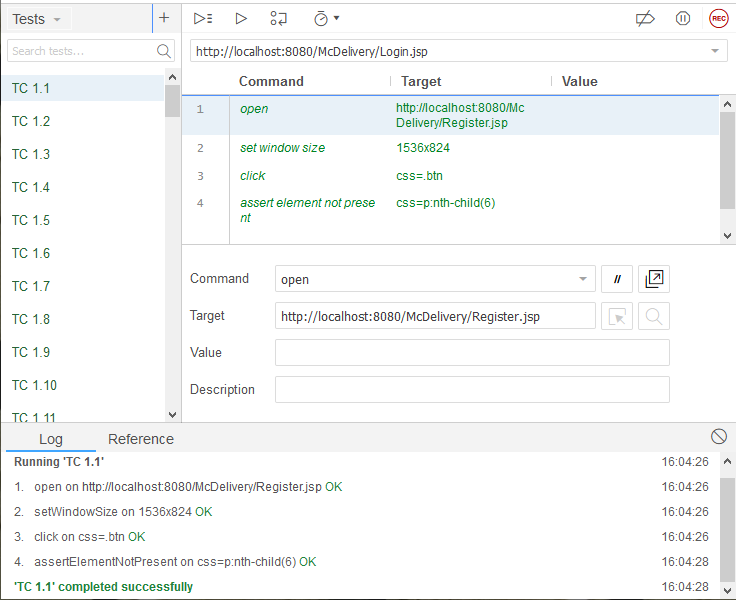 Tests
+
REC
Search tests...
http://localhost:8080/McDelivery/Login.jsp
Command Target Value
TC 1.1
TC 1.2
TC 1.3
TC 1.4
TC 1.5
TC 1.6
TC 1.7
TC 1.8
TC 1.9
TC 1.10
TC 1.11
1 open http://localhost:8080/Mc
Delivery/Register.jsp
2 set window size 1536x824
3 click css=.btn
4 assert element not prese css=p:nth-child(6)
nt
Command open //
Target http://localhost:8080/McDelivery/Register.jsp
Value
Description
Log Reference
Running 'TC 1.1' 16:04:26
1. open on http://localhost:8080/McDelivery/Register.jsp OK 16:04:26
2. setWindowSize on 1536x824 OK 16:04:26
3. click on css=.btn OK 16:04:26
4. assertElementNotPresent on css=p:nth-child(6) OK 16:04:28
'TC 1.1' completed successfully 16:04:28